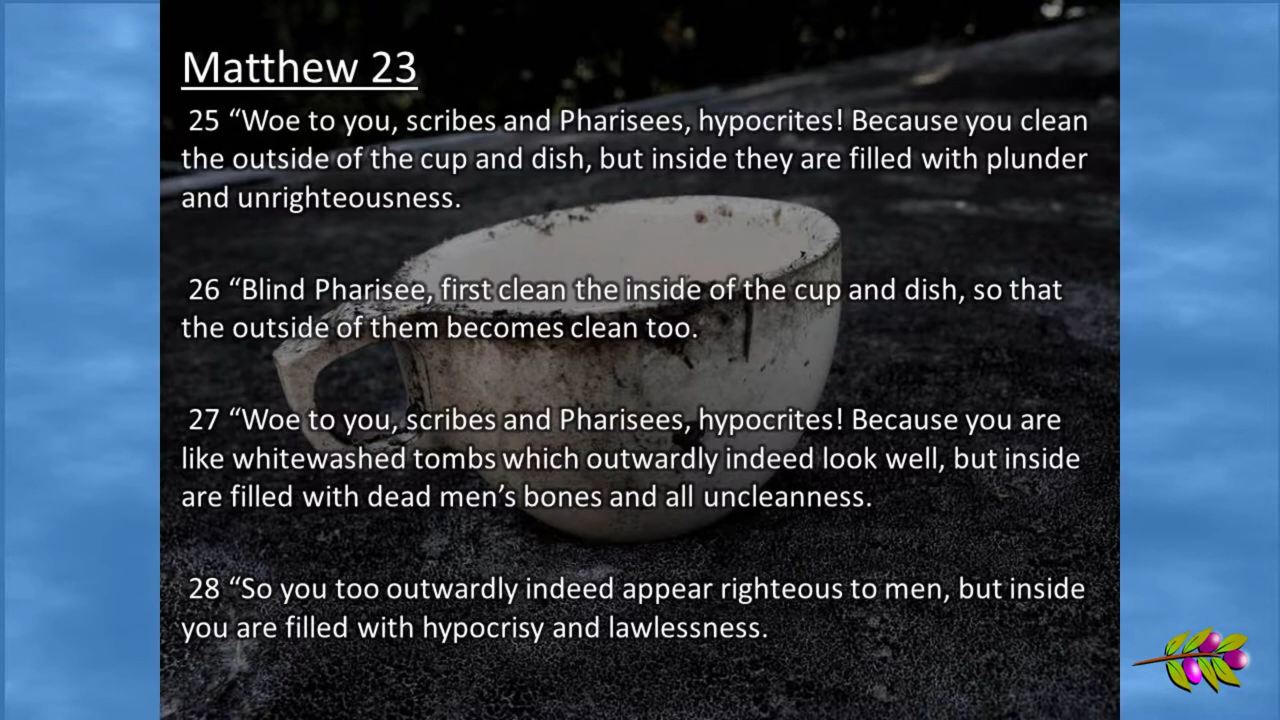 Matthew 23
25 “Woe to you, scribes and Pharisees, hypocrites! Because you clean
the outside of the cup and dish, but inside they are filled with plunder
and unrighteousness.
26 “Blind Pharisee, first clean the inside of the cup and dish, so that
the outside of them becomes clean too.
27 “Woe to you, scribes and Pharisees, hypocrites! Because you are
like whitewashed tombs which outwardly indeed look well, but inside
are filled with dead men’s bones and all uncleanness.
28 “So you too outwardly indeed appear righteous to men, but inside
you are filled with hypocrisy and lawlessness.